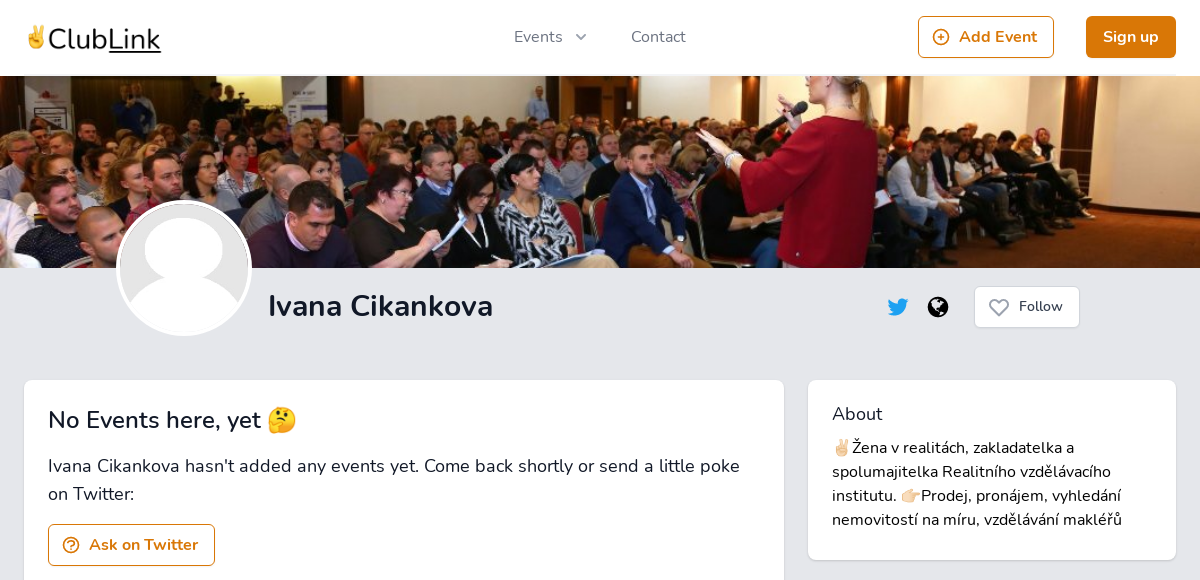 ✌ClubLink
Events
Contact
Add Event
Sign up
Ivana Cikankova
Follow
No Events here, yet 🤔
Ivana Cikankova hasn't added any events yet. Come back shortly or send a little poke
on Twitter:
Ask on Twitter
About
✌🏻Žena v realitách, zakladatelka a
spolumajitelka Realitního vzdělávacího
institutu. 👉🏻Prodej, pronájem, vyhledání
nemovitostí na míru, vzdělávání makléřů